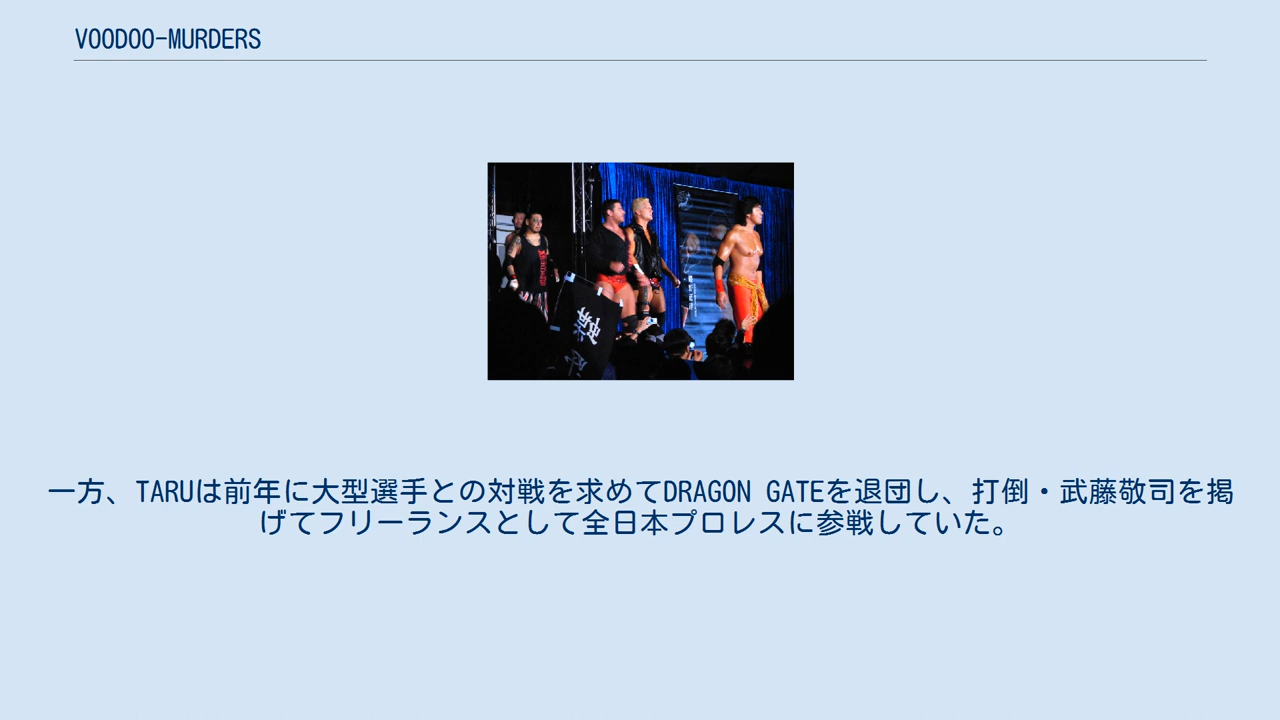 VOODOO-MURDERS
一方、TARUは前年に大型選手との対戦を求めてDRAGON GATEを退団し、打倒・武藤敬司を掲
げてフリーランスとして全日本プロレスに参戦していた。